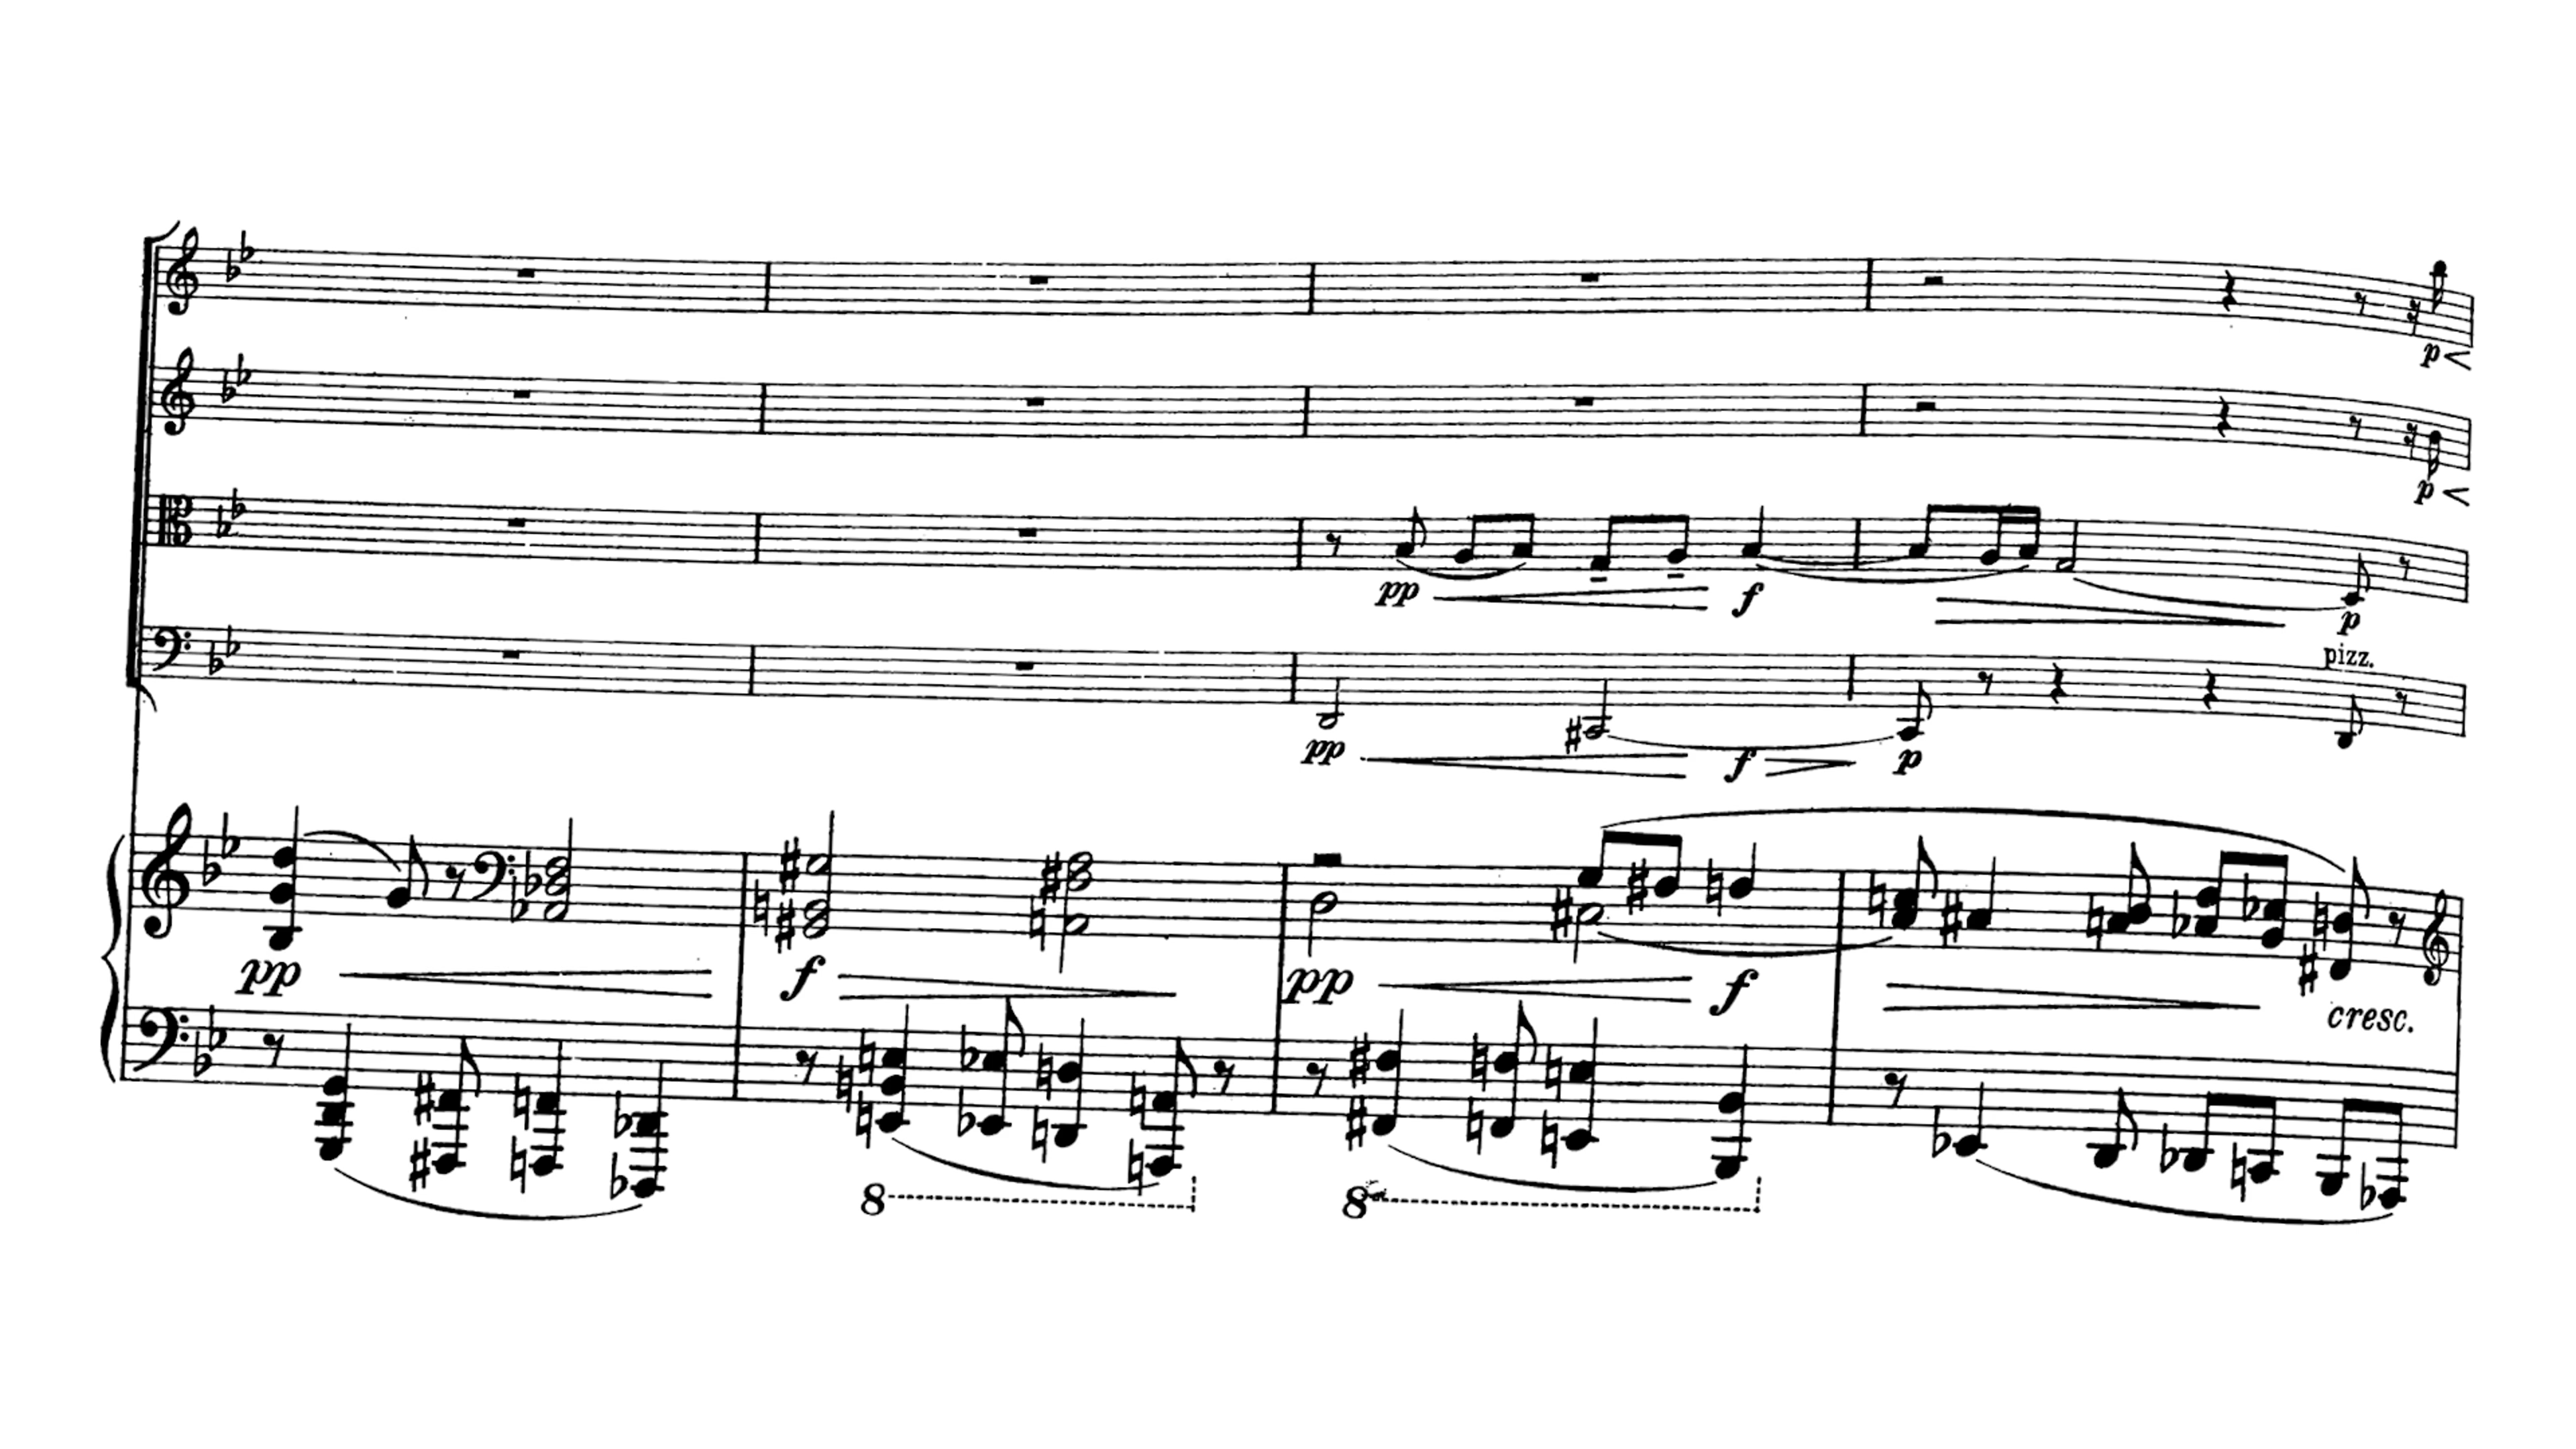 p
p
pp f p
pizz.
pp f p
pp f pp f
cresc.
8 8